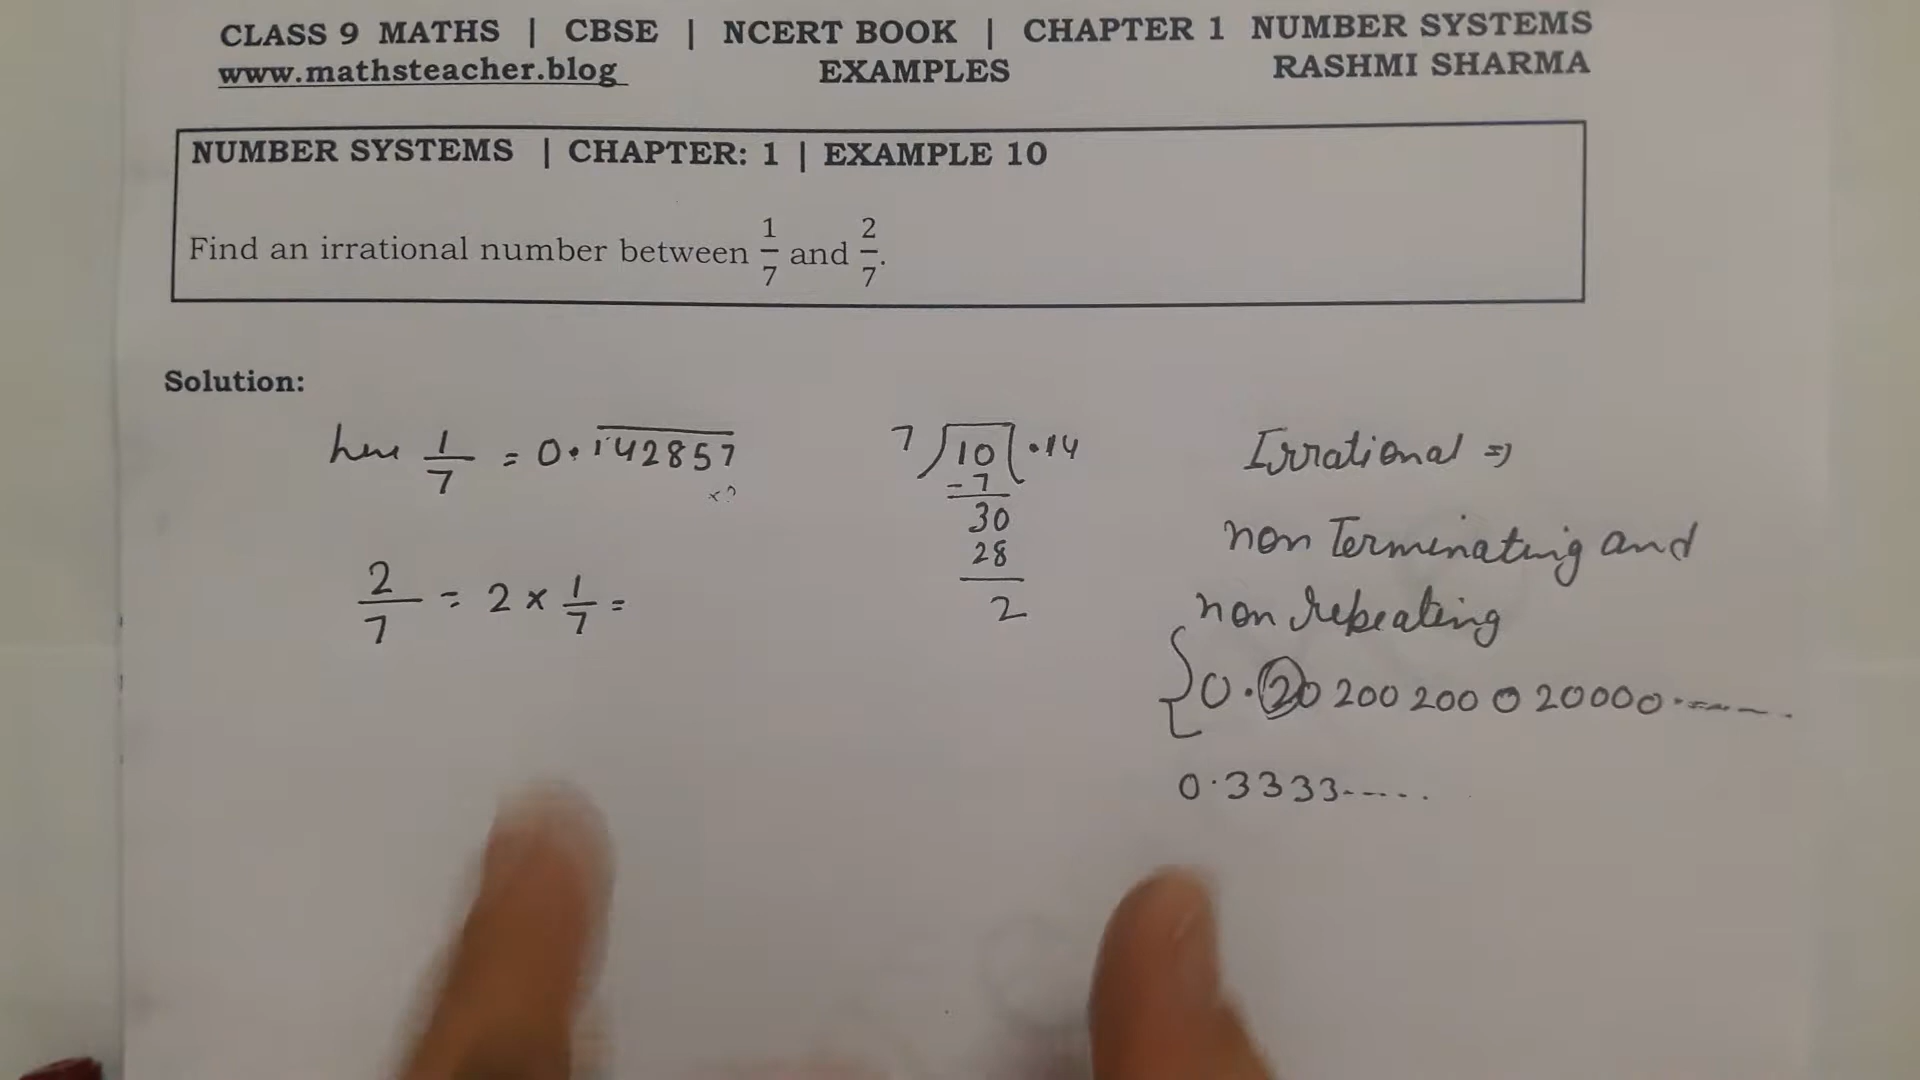 CLASS 9 MATHS | CBSE | NCERT BOOK | CHAPTER 1 NUMBER SYSTEMS
www.mathsteacher.blog EXAMPLES RASHMI SHARMA
NUMBER SYSTEMS | CHAPTER: 1 | EXAMPLE 10
Find an irrational number between 1/7 and 2/7.
Solution:
here 1/7 = 0.142857
×2
2/7 = 2 × 1/7 =
7 10 .14
-7
30
28
2
Irrational ⇒
non Terminating and
non repeating
0.20 200 200 0 20000.-----.
0.3333-----.